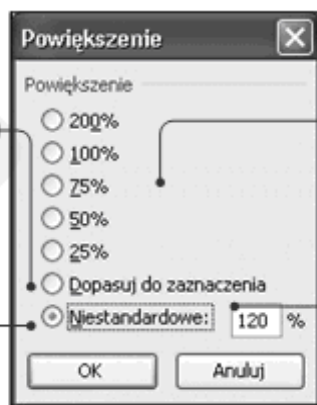 Powiększenie
Powiększenie
200%
100%
75%
50%
25%
Dopasuj do zaznaczenia
Niestandardowe: 120 %
OK Anuluj